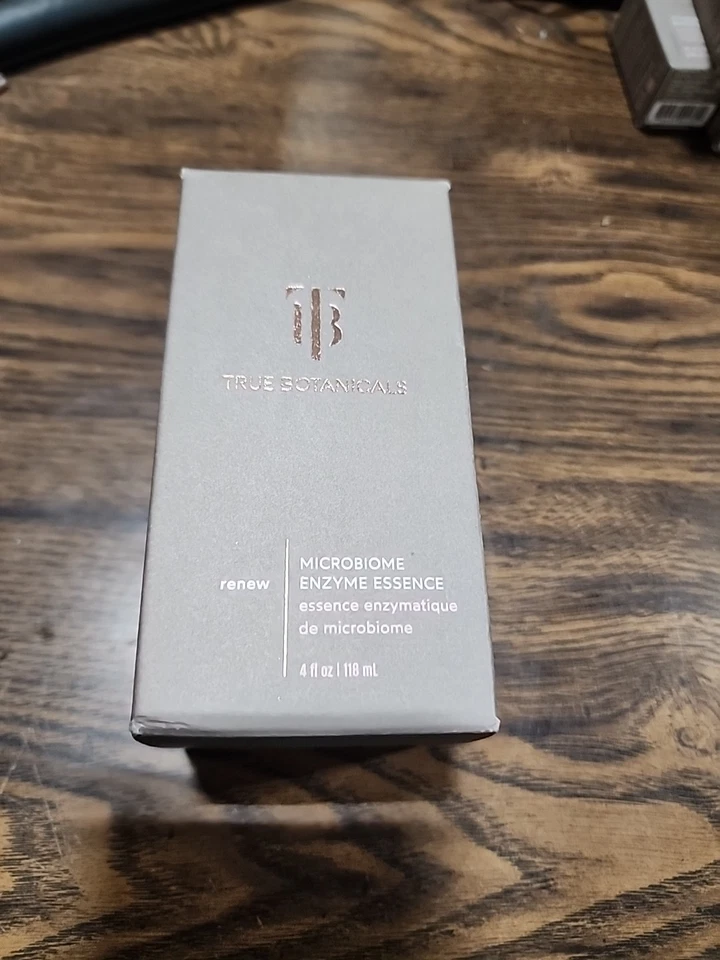 TB
TRUE BOTANICALS
renew
MICROBIOME
ENZYME ESSENCE
essence enzymatique
de microbiome
4 fl oz | 118 mL